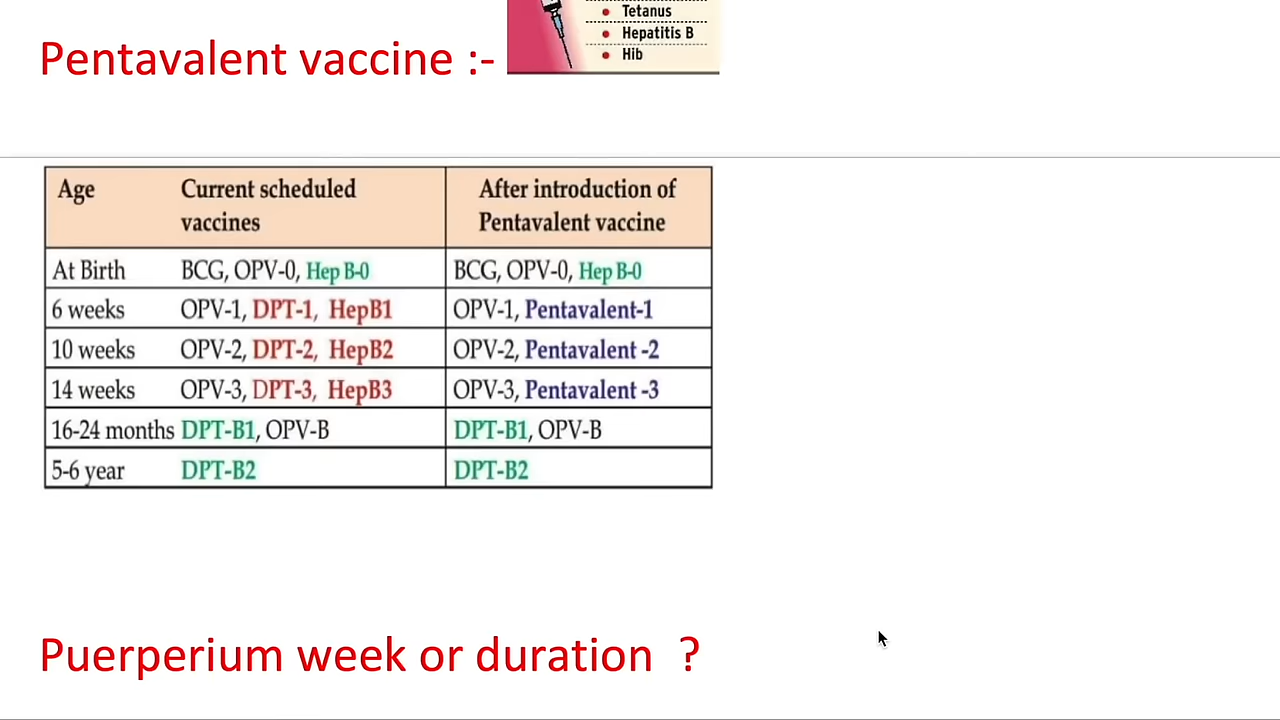 Tetanus
Hepatitis B
Hib
Pentavalent vaccine :-
Age Current scheduled vaccines After introduction of Pentavalent vaccine
At Birth BCG, OPV-0, Hep B-0 BCG, OPV-0, Hep B-0
6 weeks OPV-1, DPT-1, HepB1 OPV-1, Pentavalent-1
10 weeks OPV-2, DPT-2, HepB2 OPV-2, Pentavalent -2
14 weeks OPV-3, DPT-3, HepB3 OPV-3, Pentavalent -3
16-24 months DPT-B1, OPV-B DPT-B1, OPV-B
5-6 year DPT-B2 DPT-B2
Puerperium week or duration ?